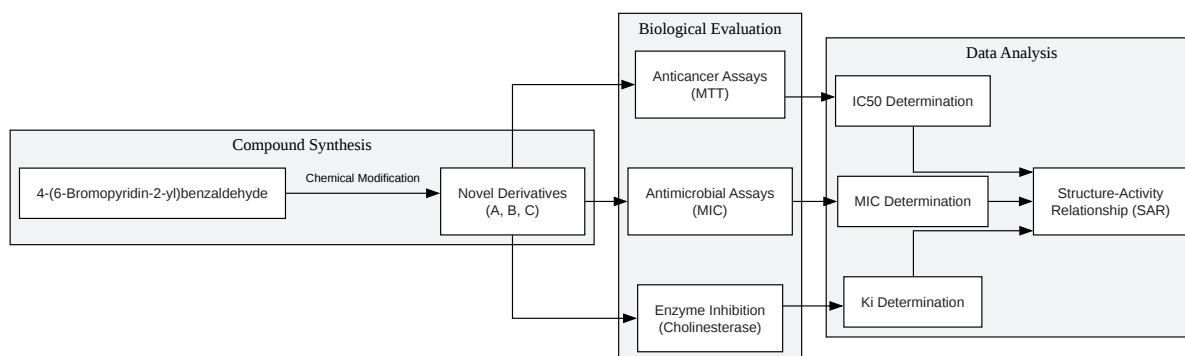 Compound Synthesis
4-(6-Bromopyridin-2-yl)benzaldehyde
Chemical Modification
Novel Derivatives
(A, B, C)
Biological Evaluation
Anticancer Assays
(MTT)
Antimicrobial Assays
(MIC)
Enzyme Inhibition
(Cholinesterase)
Data Analysis
IC50 Determination
MIC Determination
Ki Determination
Structure-Activity
Relationship (SAR)